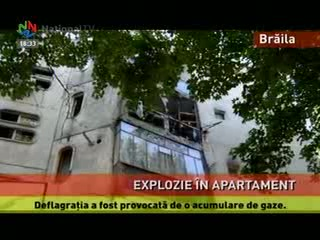 National TV
18:33
Brăila
EXPLOZIE ÎN APARTAMENT
Deflagrația a fost provocată de o acumulare de gaze.